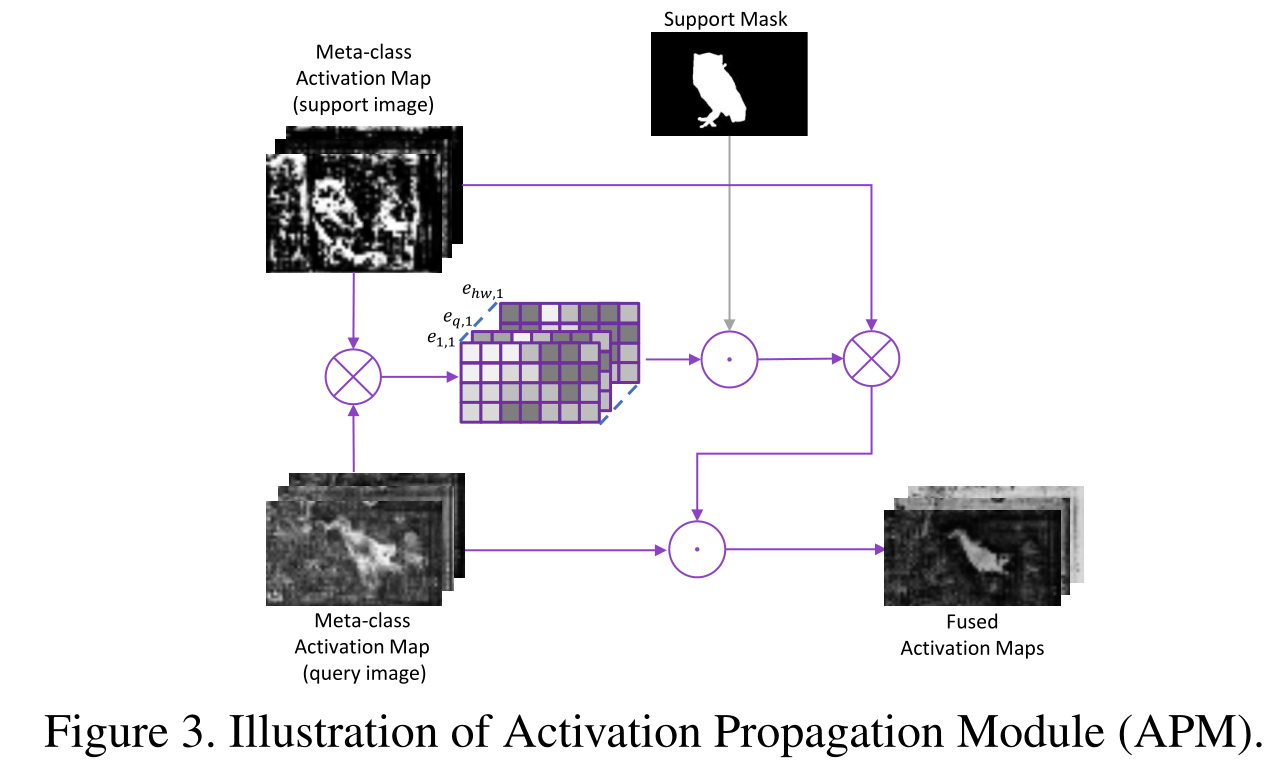 Support Mask
Meta-class
Activation Map
(support image)
e_{hw,1}
e_{q,1}
e_{1,1}
Meta-class
Activation Map
(query image)
Fused
Activation Maps
Figure 3. Illustration of Activation Propagation Module (APM).